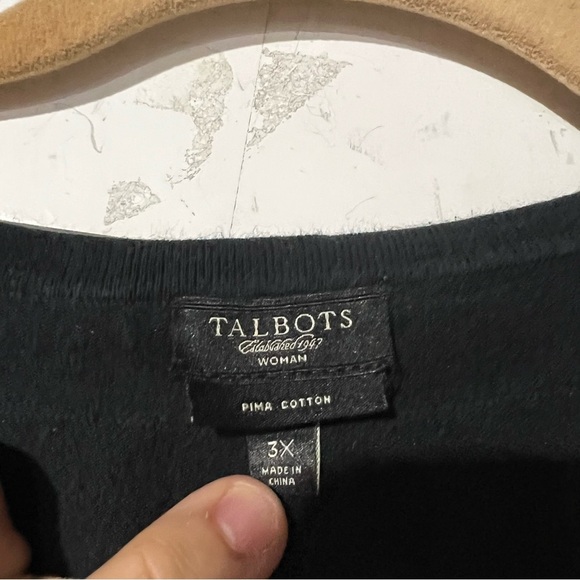 TALBOTS
Established 1947
WOMAN
PIMA COTTON
3X
MADE IN
CHINA